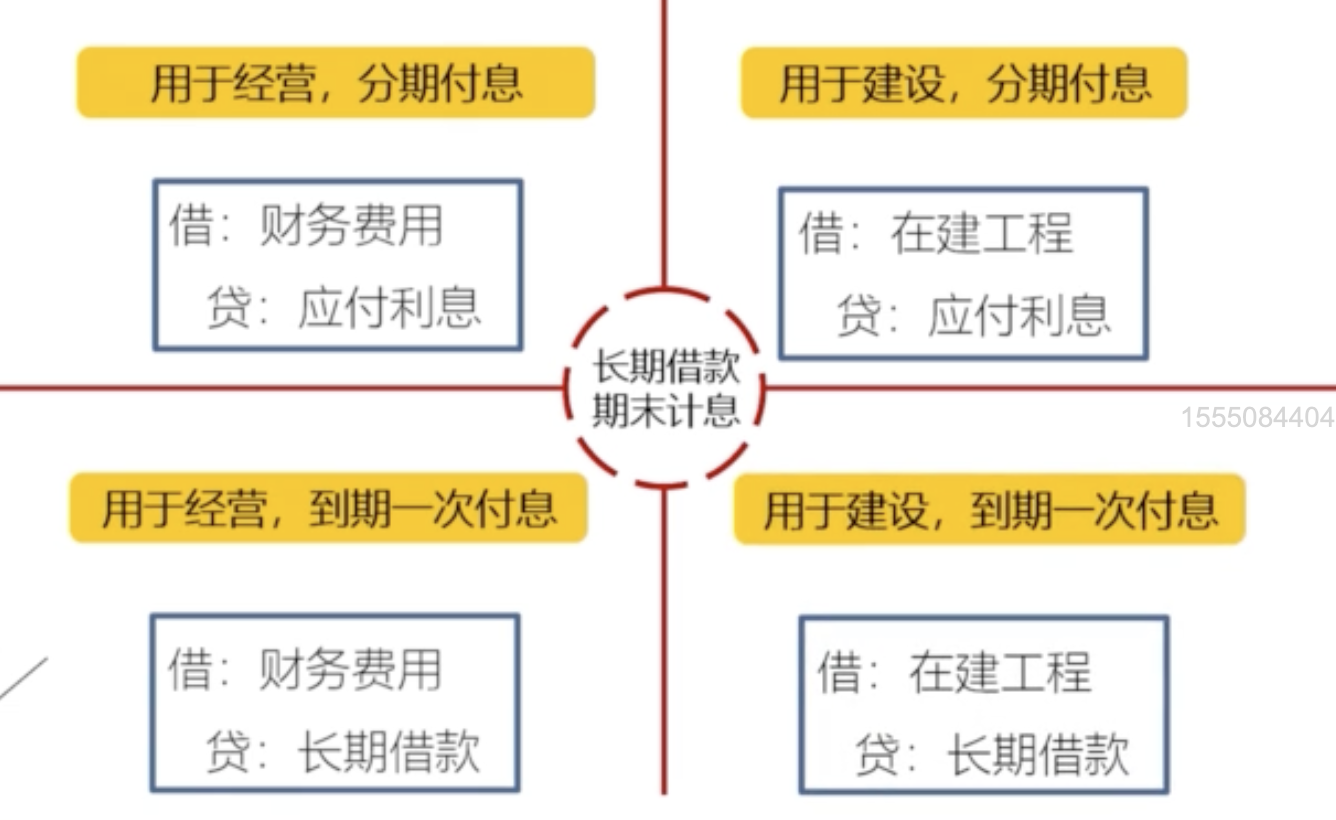 用于经营，分期付息
用于建设，分期付息
借：财务费用
贷：应付利息
借：在建工程
贷：应付利息
长期借款
期末计息
1555084404
用于经营，到期一次付息
用于建设，到期一次付息
借：财务费用
贷：长期借款
借：在建工程
贷：长期借款